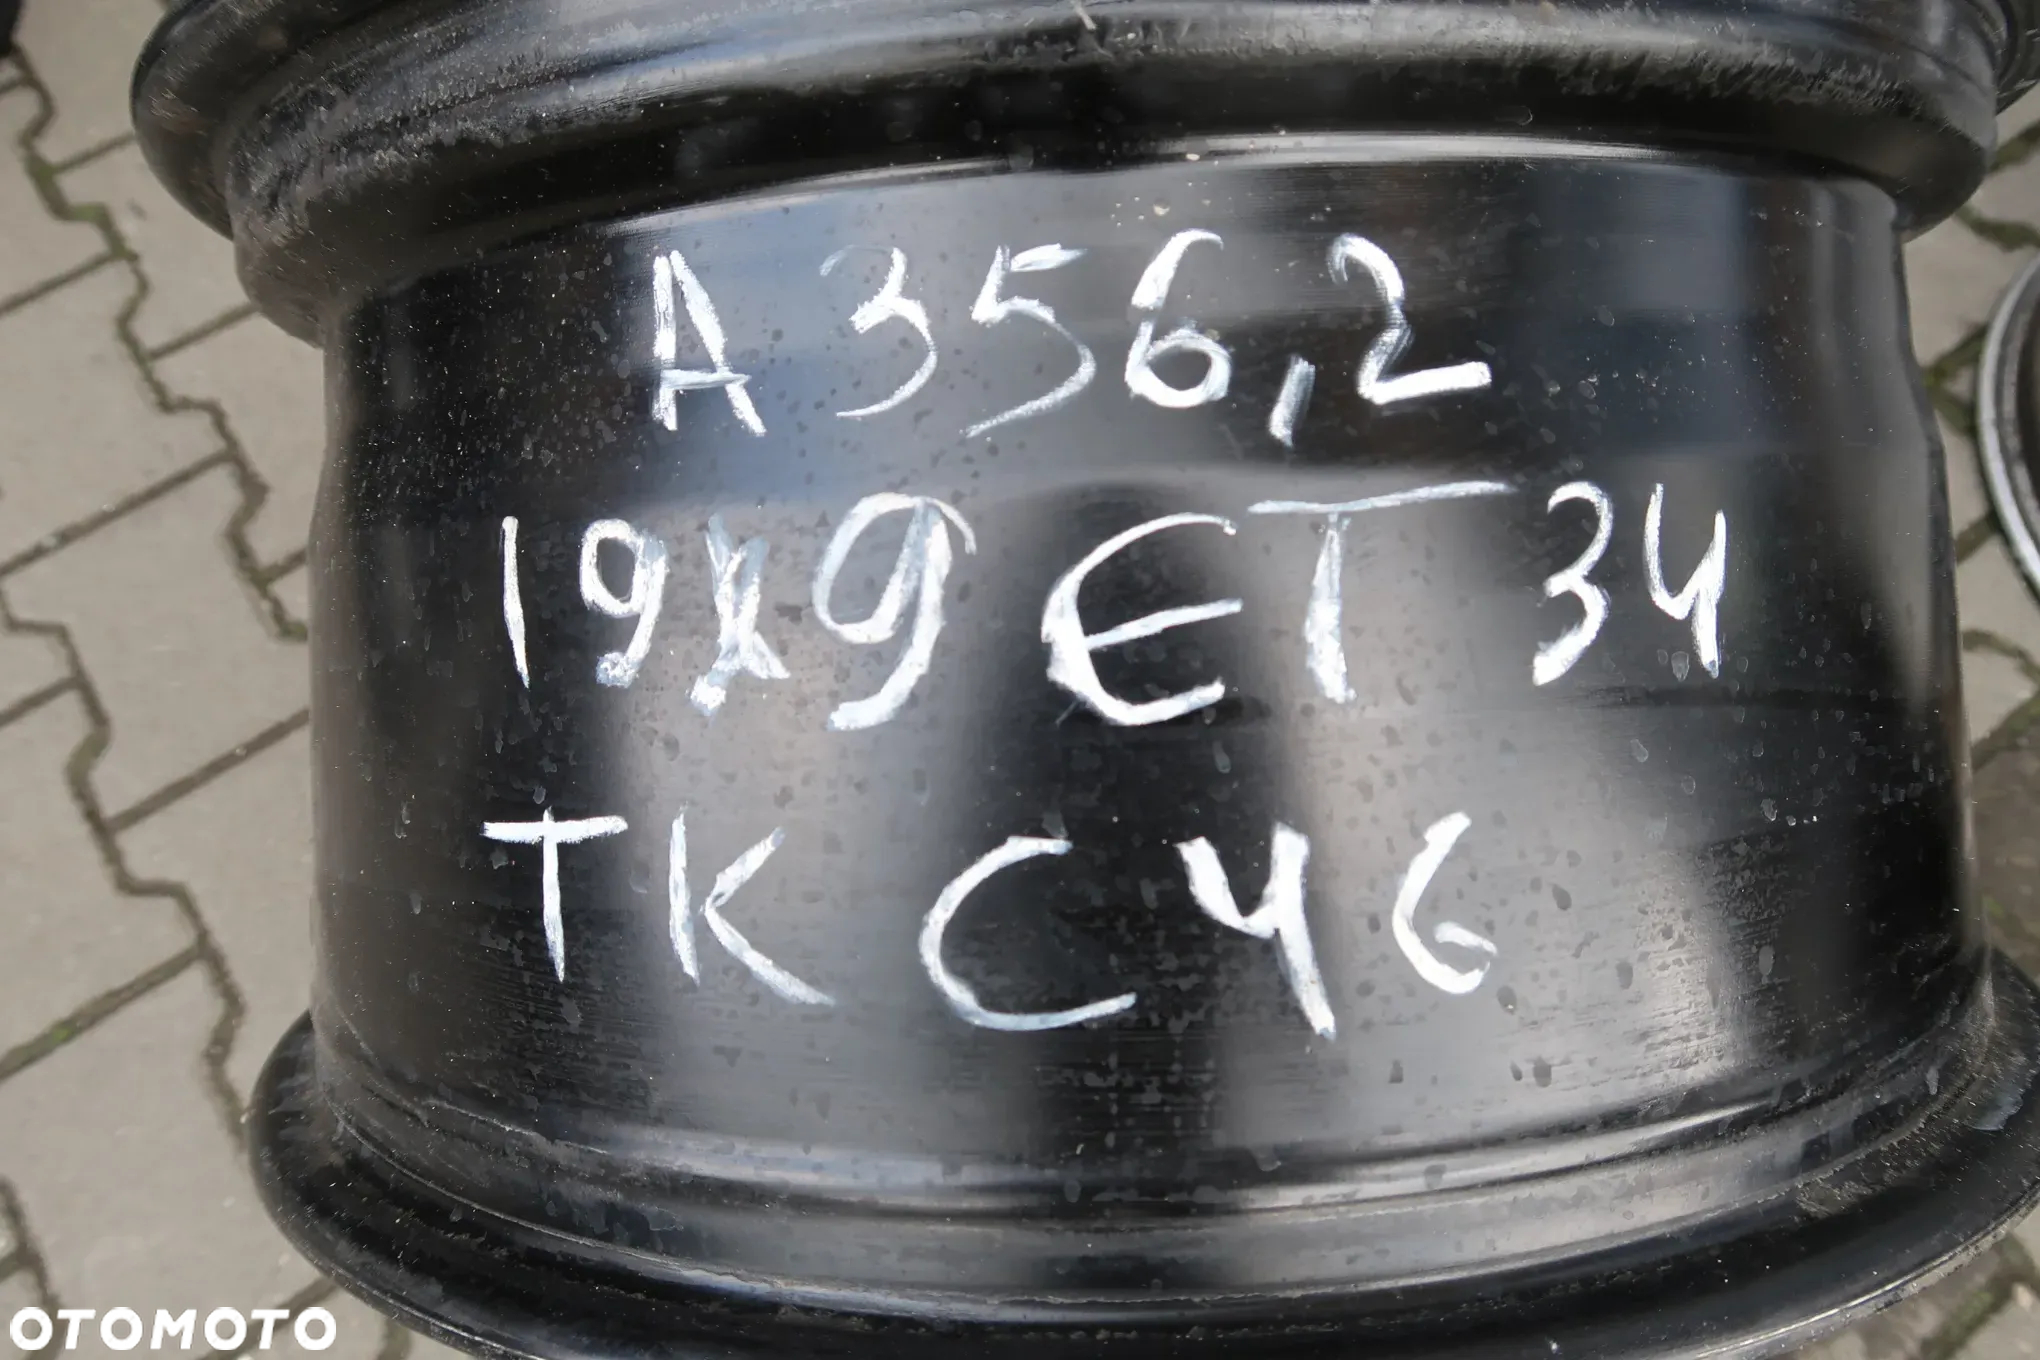 A 356,2
19x9 ET 34
TK C46
OTOMOTO